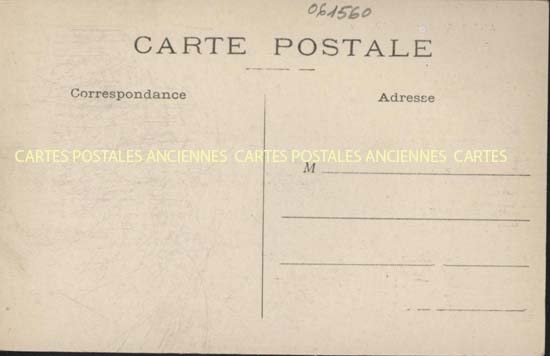 061560
CARTE POSTALE
Correspondance
Adresse
CARTES POSTALES ANCIENNES CARTES POSTALES ANCIENNES CARTES
M